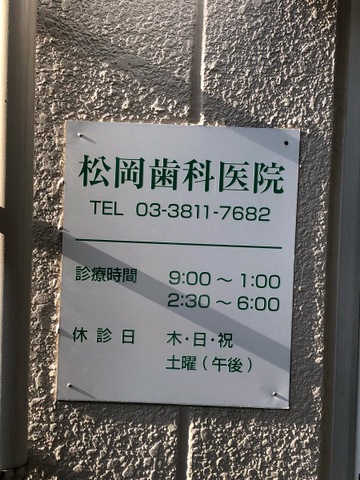 松岡歯科医院
TEL 03-3811-7682
診療時間 9:00～1:00
2:30～6:00
休診日 木・日・祝
土曜(午後)